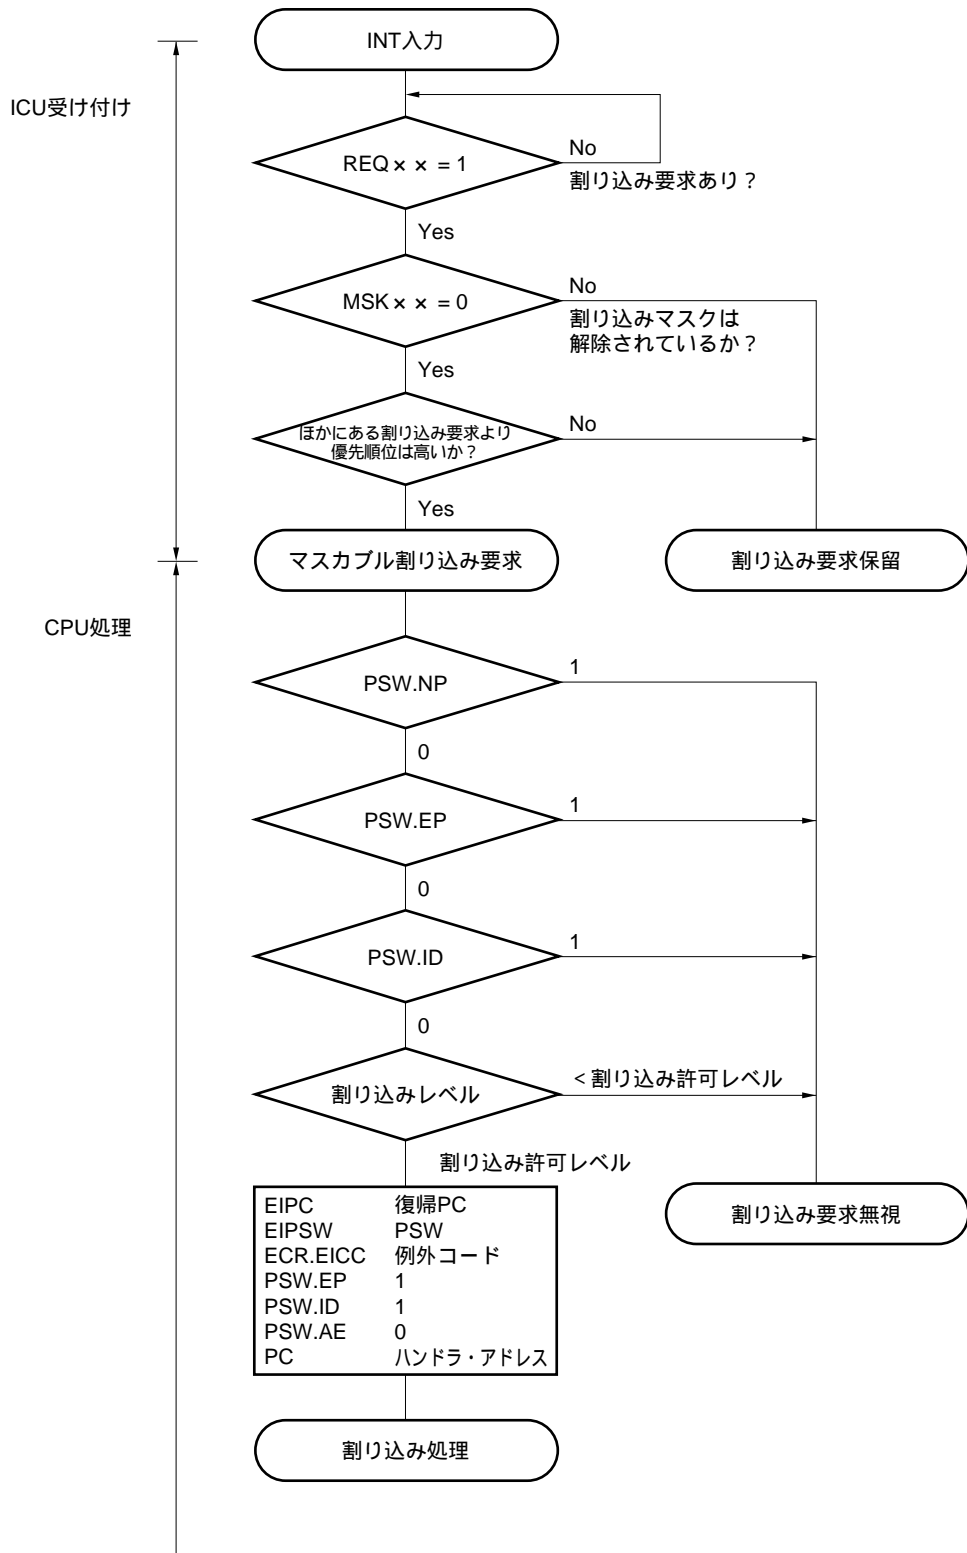 INT入力
ICU受け付け
REQ×× = 1
No
割り込み要求あり？
Yes
MSK×× = 0
No
割り込みマスクは
解除されているか？
Yes
ほかにある割り込み要求より
優先順位は高いか？
No
Yes
マスカブル割り込み要求
割り込み要求保留
CPU処理
PSW.NP
1
0
PSW.EP
1
0
PSW.ID
1
0
割り込みレベル
＜割り込み許可レベル
割り込み許可レベル
EIPC 復帰PC
EIPSW PSW
ECR.EICC 例外コード
PSW.EP 1
PSW.ID 1
PSW.AE 0
PC ハンドラ・アドレス
割り込み要求無視
割り込み処理